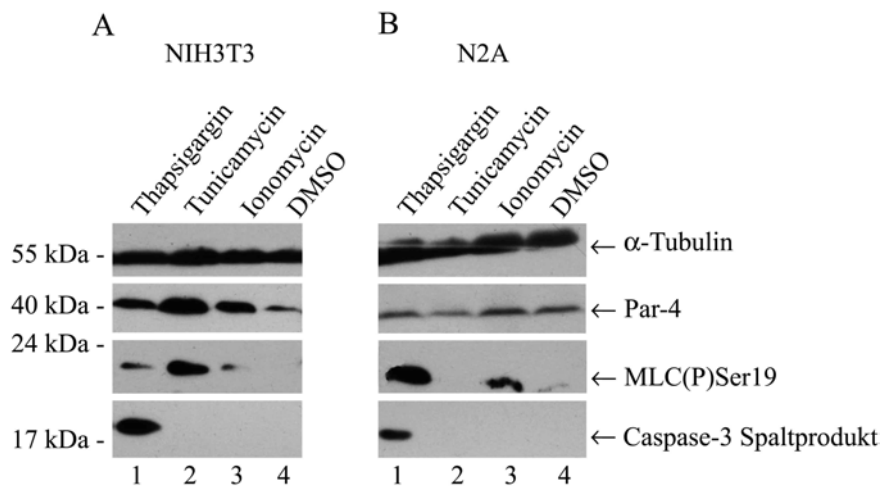 A
B
NIH3T3
N2A
Thapsigargin
Tunicamycin
Ionomycin
DMSO
Thapsigargin
Tunicamycin
Ionomycin
DMSO
55 kDa -
← α-Tubulin
40 kDa -
← Par-4
24 kDa -
← MLC(P)Ser19
17 kDa -
← Caspase-3 Spaltprodukt
1 2 3 4
1 2 3 4